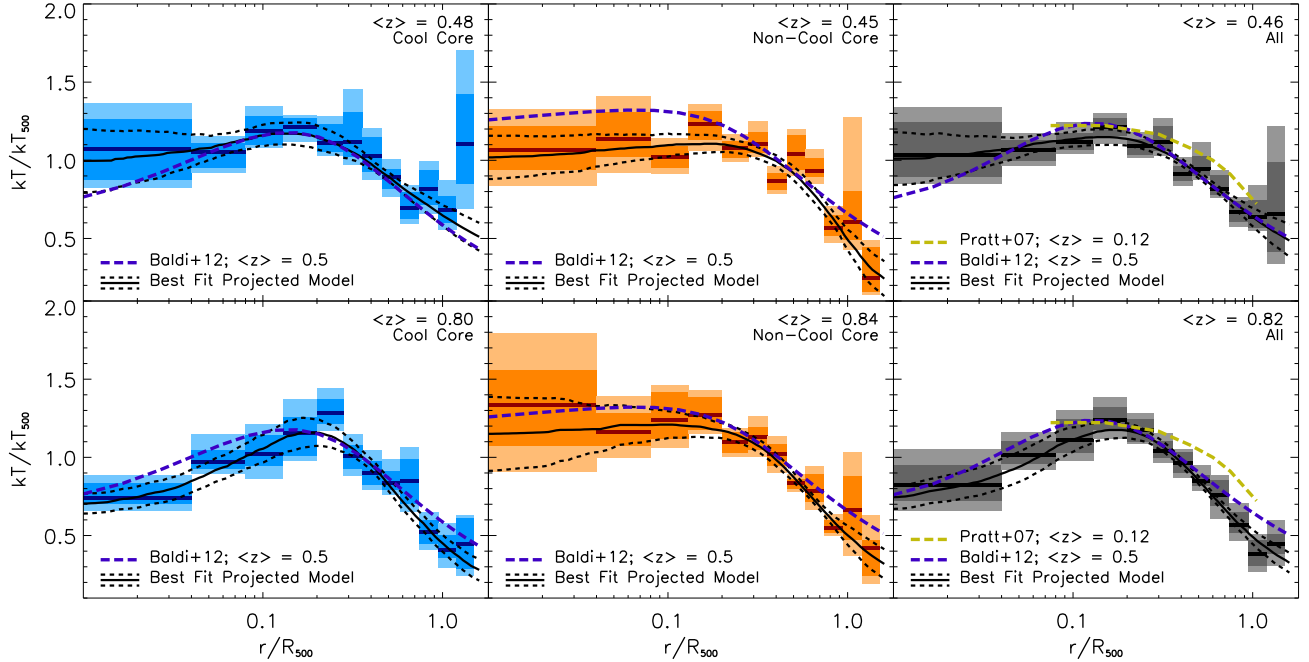 <z> = 0.48
Cool Core
Baldi+12; <z> = 0.5
Best Fit Projected Model
<z> = 0.45
Non-Cool Core
Baldi+12; <z> = 0.5
Best Fit Projected Model
<z> = 0.46
All
Pratt+07; <z> = 0.12
Baldi+12; <z> = 0.5
Best Fit Projected Model
2.0
1.5
1.0
0.5
kT/kT500
<z> = 0.80
Cool Core
Baldi+12; <z> = 0.5
Best Fit Projected Model
<z> = 0.84
Non-Cool Core
Baldi+12; <z> = 0.5
Best Fit Projected Model
<z> = 0.82
All
Pratt+07; <z> = 0.12
Baldi+12; <z> = 0.5
Best Fit Projected Model
2.0
1.5
1.0
0.5
kT/kT500
0.1 1.0
r/R500
0.1 1.0
r/R500
0.1 1.0
r/R500